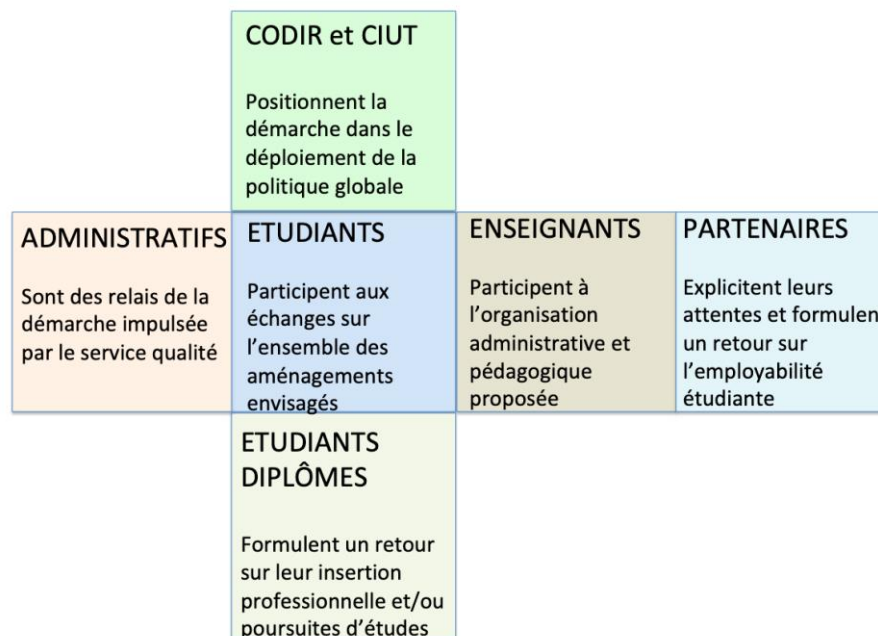 CODIR et CIUT
Positionnent la
démarche dans le
déploiement de la
politique globale
ADMINISTRATIFS
Sont des relais de la
démarche impulsée
par le service qualité
ETUDIANTS
Participent aux
échanges sur
l'ensemble des
aménagements
envisagés
ENSEIGNANTS
Participent à
l'organisation
administrative et
pédagogique
proposée
PARTENAIRES
Explicitent leurs
attentes et formulen
un retour sur
l'employabilité
étudiante
ETUDIANTS
DIPLÔMES
Formulent un retour
sur leur insertion
professionnelle et/ou
poursuites d'études